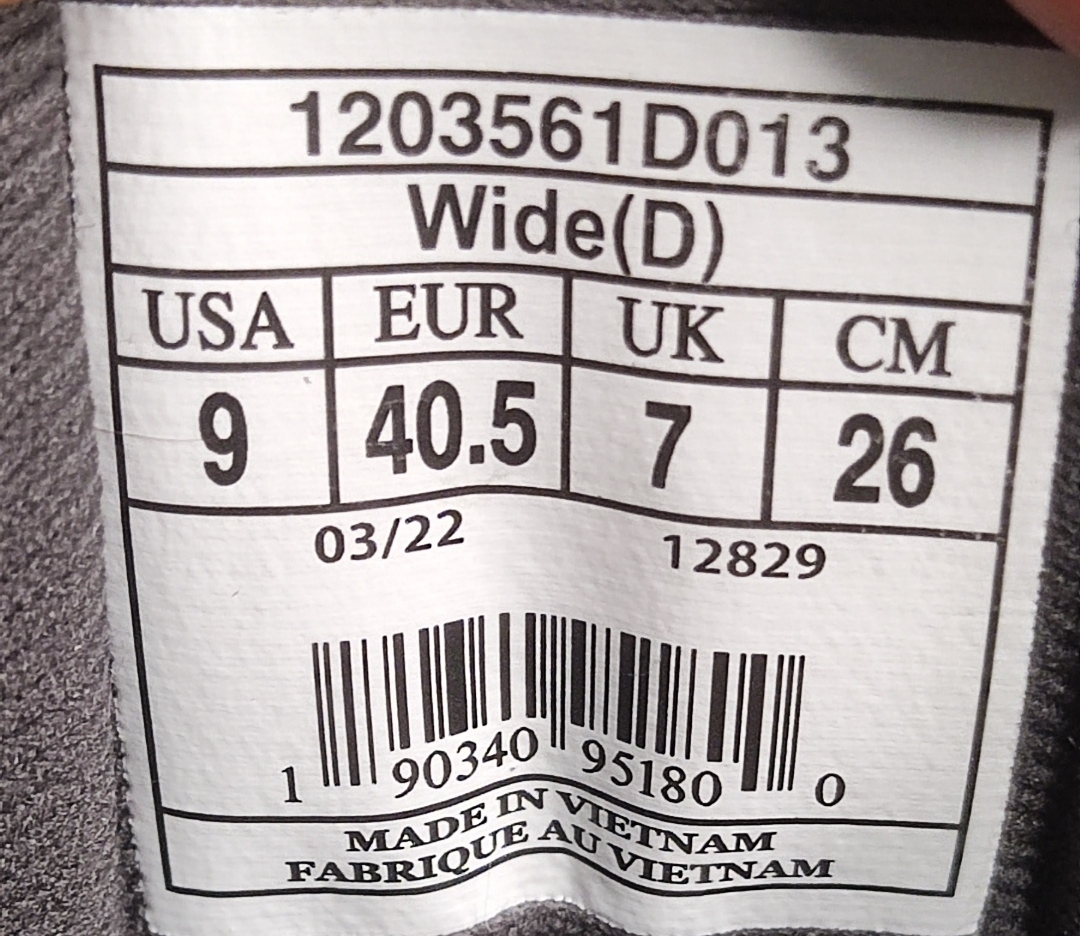 1203561D013
Wide(D)
USA EUR UK CM
9 40.5 7 26
03/22 12829
1 90340 95180 0
MADE IN VIETNAM
FABRIQUE AU VIETNAM